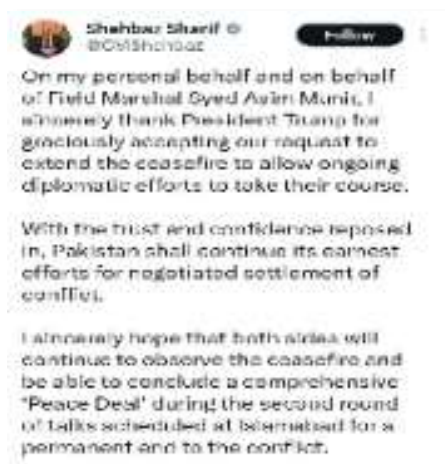 Shehbaz Sharif
@CMShehbaz
Follow
On my personal behalf and on behalf
of Field Marshal Syed Asim Munir, I
sincerely thank President Trump for
graciously accepting our request to
extend the ceasefire to allow ongoing
diplomatic efforts to take their course.
With the trust and confidence reposed
in, Pakistan shall continue its earnest
efforts for negotiated settlement of
conflict.
I sincerely hope that both sides will
continue to observe the ceasefire and
be able to conclude a comprehensive
'Peace Deal' during the second round
of talks scheduled at Islamabad for a
permanent end to the conflict.